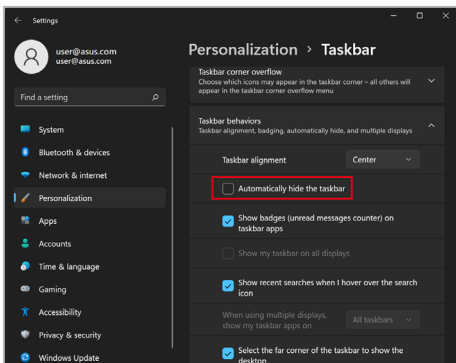 Settings
user@asus.com
user@asus.com
Find a setting
System
Bluetooth & devices
Network & internet
Personalization
Apps
Accounts
Time & language
Gaming
Accessibility
Privacy & security
Windows Update
Personalization > Taskbar
Taskbar corner overflow
Choose which icons may appear in the taskbar corner – all others will
appear in the taskbar corner overflow menu
Taskbar behaviors
Taskbar alignment, badging, automatically hide, and multiple displays
Taskbar alignment
Center
Automatically hide the taskbar
Show badges (unread messages counter) on
taskbar apps
Show my taskbar on all displays
Show recent searches when I hover over the search
icon
When using multiple displays,
show my taskbar apps on
All taskbars
Select the far corner of the taskbar to show the
desktop